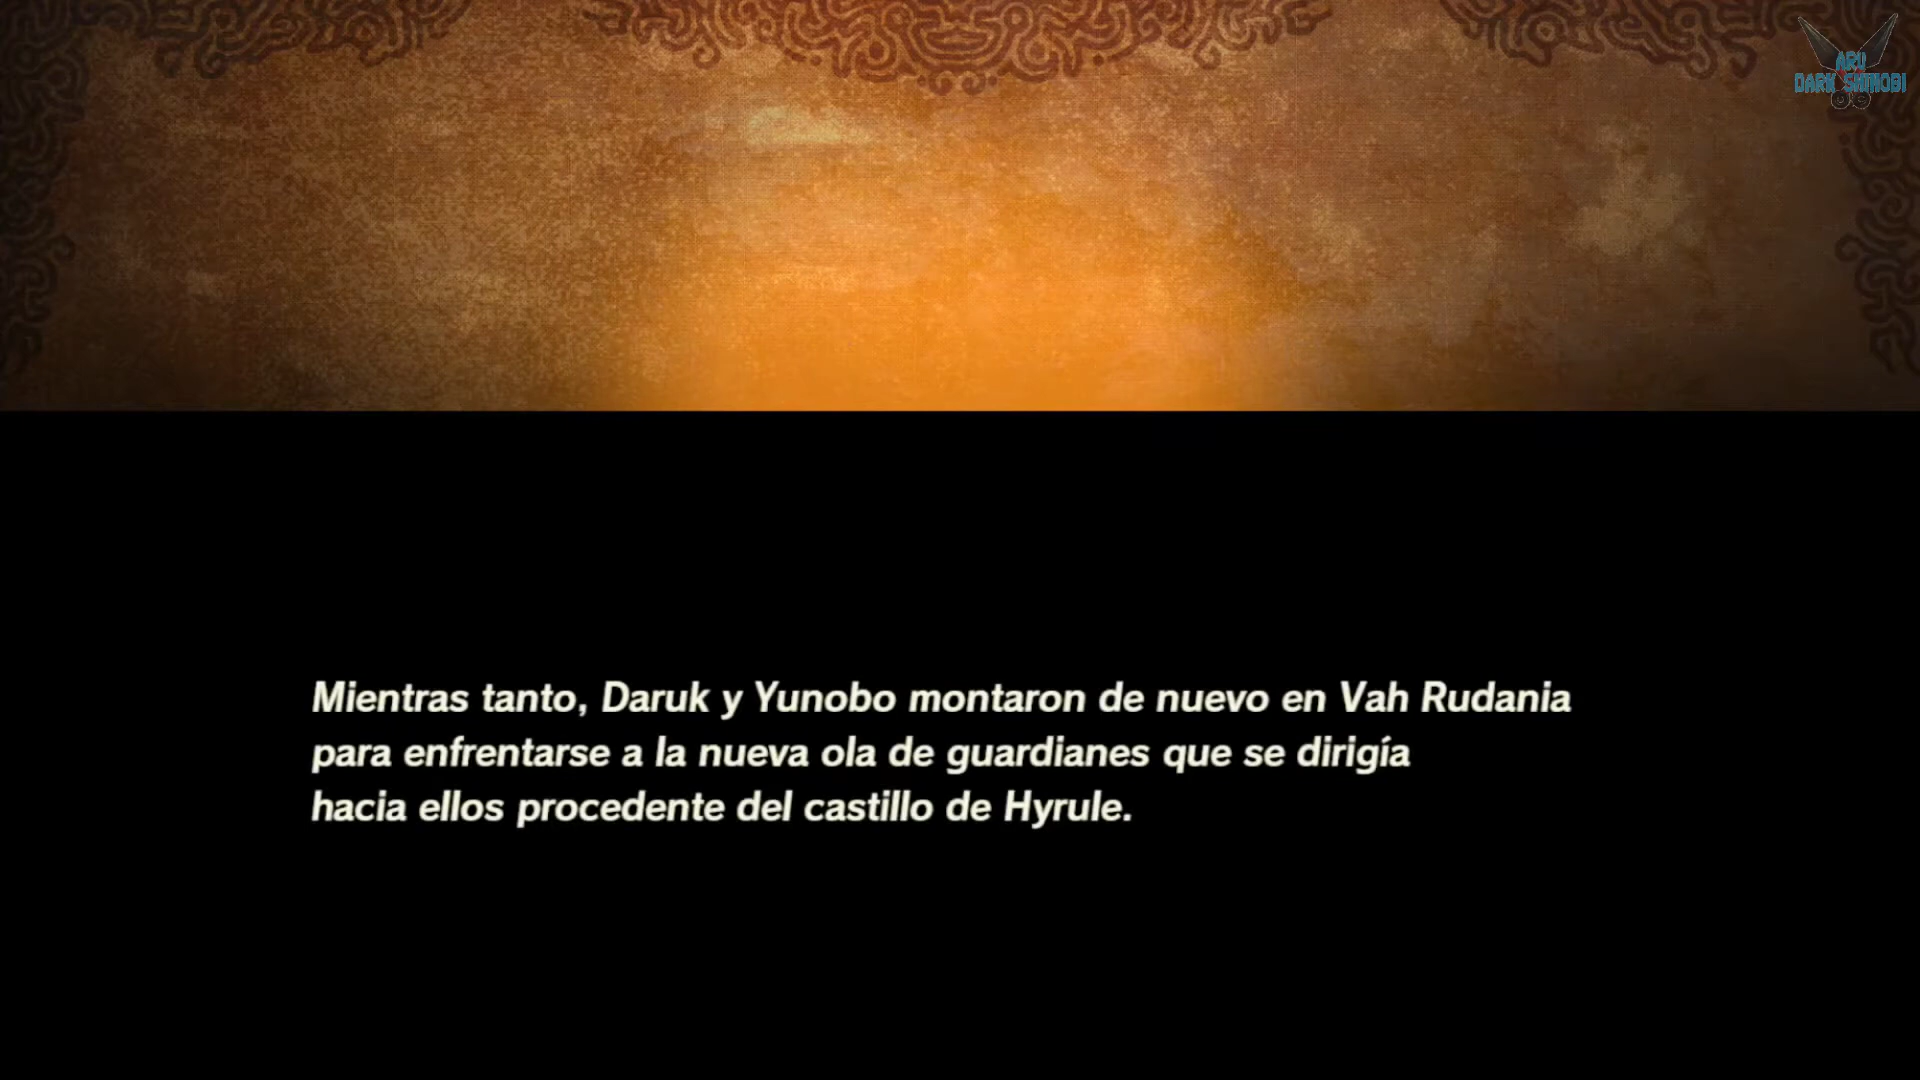 ARU
DARK SHINOBI
Mientras tanto, Daruk y Yunobo montaron de nuevo en Vah Rudania
para enfrentarse a la nueva ola de guardianes que se dirigía
hacia ellos procedente del castillo de Hyrule.